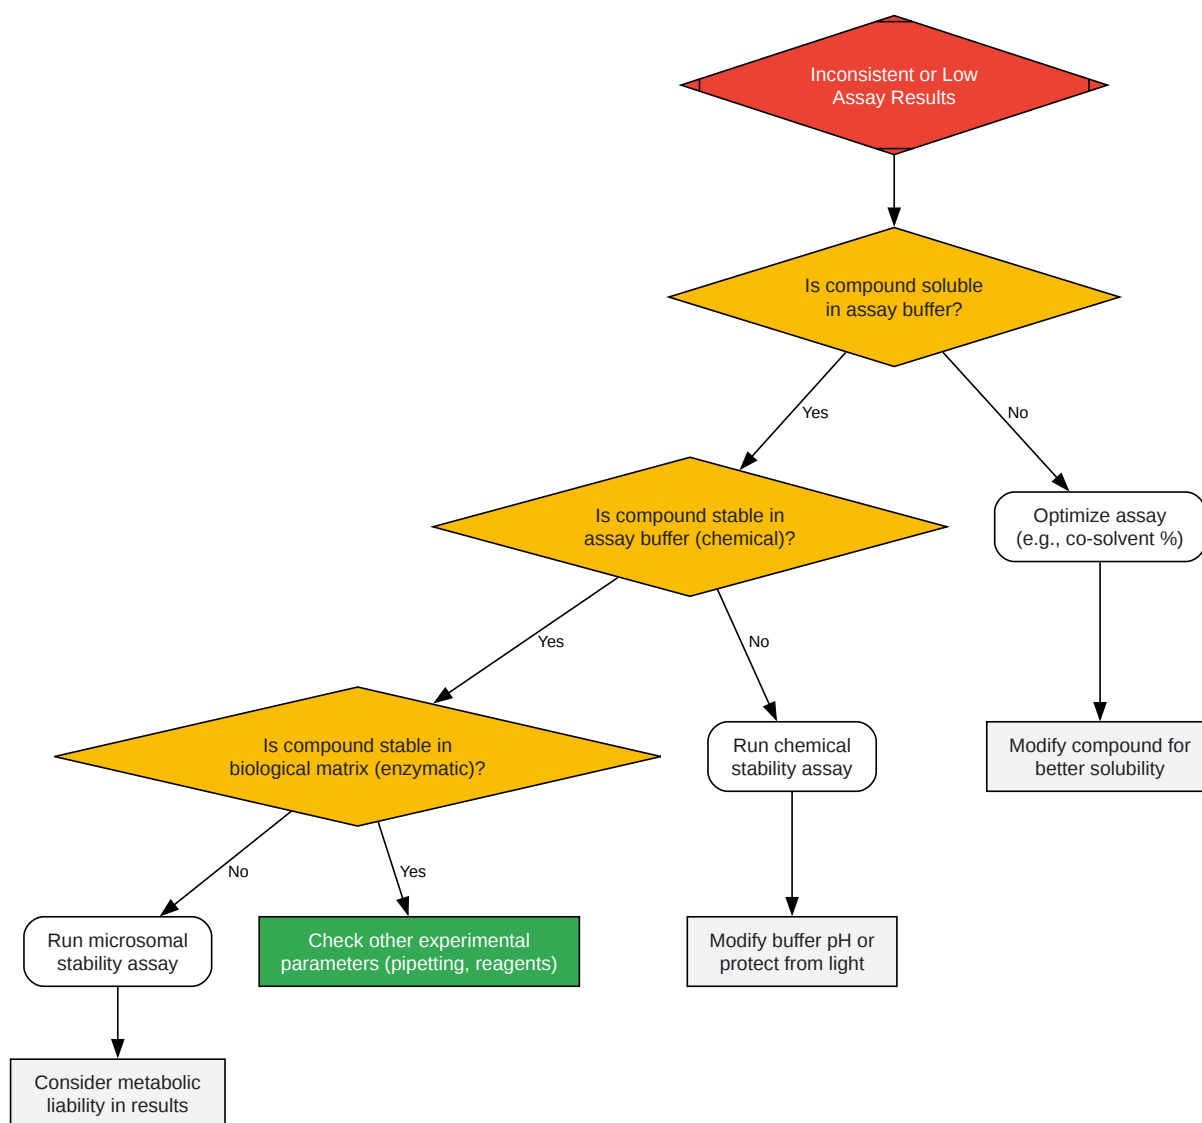 Inconsistent or Low
Assay Results
Is compound soluble
in assay buffer?
Yes
No
Is compound stable in
assay buffer (chemical)?
Optimize assay
(e.g., co-solvent %)
Yes
No
Is compound stable in
biological matrix (enzymatic)?
Run chemical
stability assay
Modify compound for
better solubility
No
Yes
Run microsomal
stability assay
Check other experimental
parameters (pipetting, reagents)
Modify buffer pH or
protect from light
Consider metabolic
liability in results